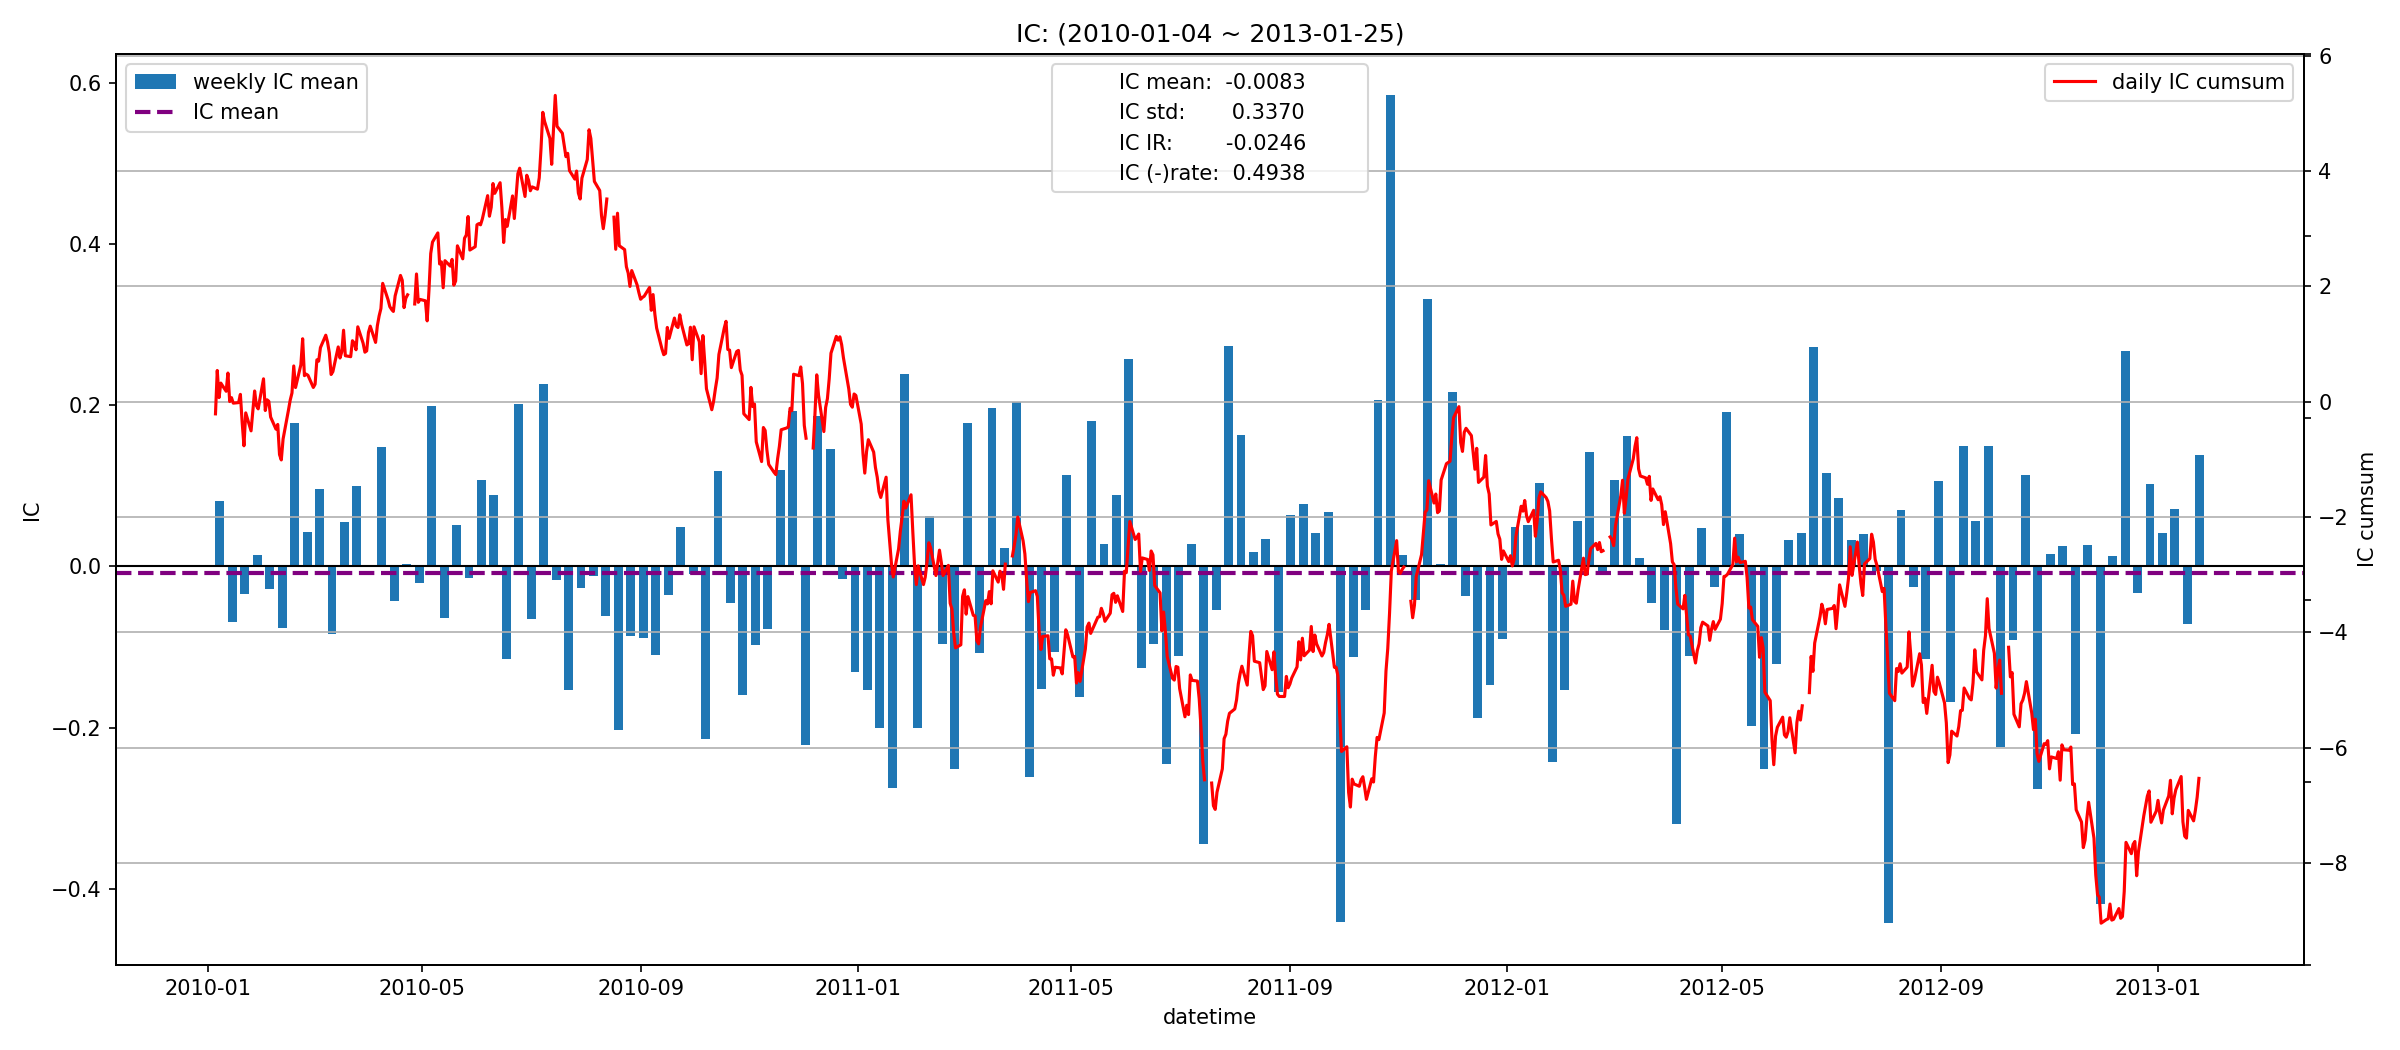 IC: (2010-01-04 ~ 2013-01-25)
weekly IC mean
IC mean
IC mean: -0.0083
IC std: 0.3370
IC IR: -0.0246
IC (-)rate: 0.4938
daily IC cumsum
0.6
0.4
0.2
0.0
−0.2
−0.4
IC
6
4
2
0
−2
−4
−6
−8
IC cumsum
2010-01 2010-05 2010-09 2011-01 2011-05 2011-09 2012-01 2012-05 2012-09 2013-01
datetime